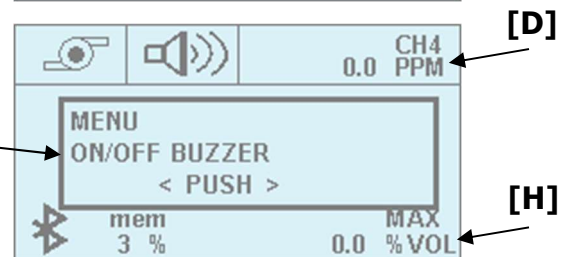 [D]
CH4
0.0 PPM
MENU
ON/OFF BUZZER
< PUSH >
[H]
mem MAX
3 % 0.0 %VOL